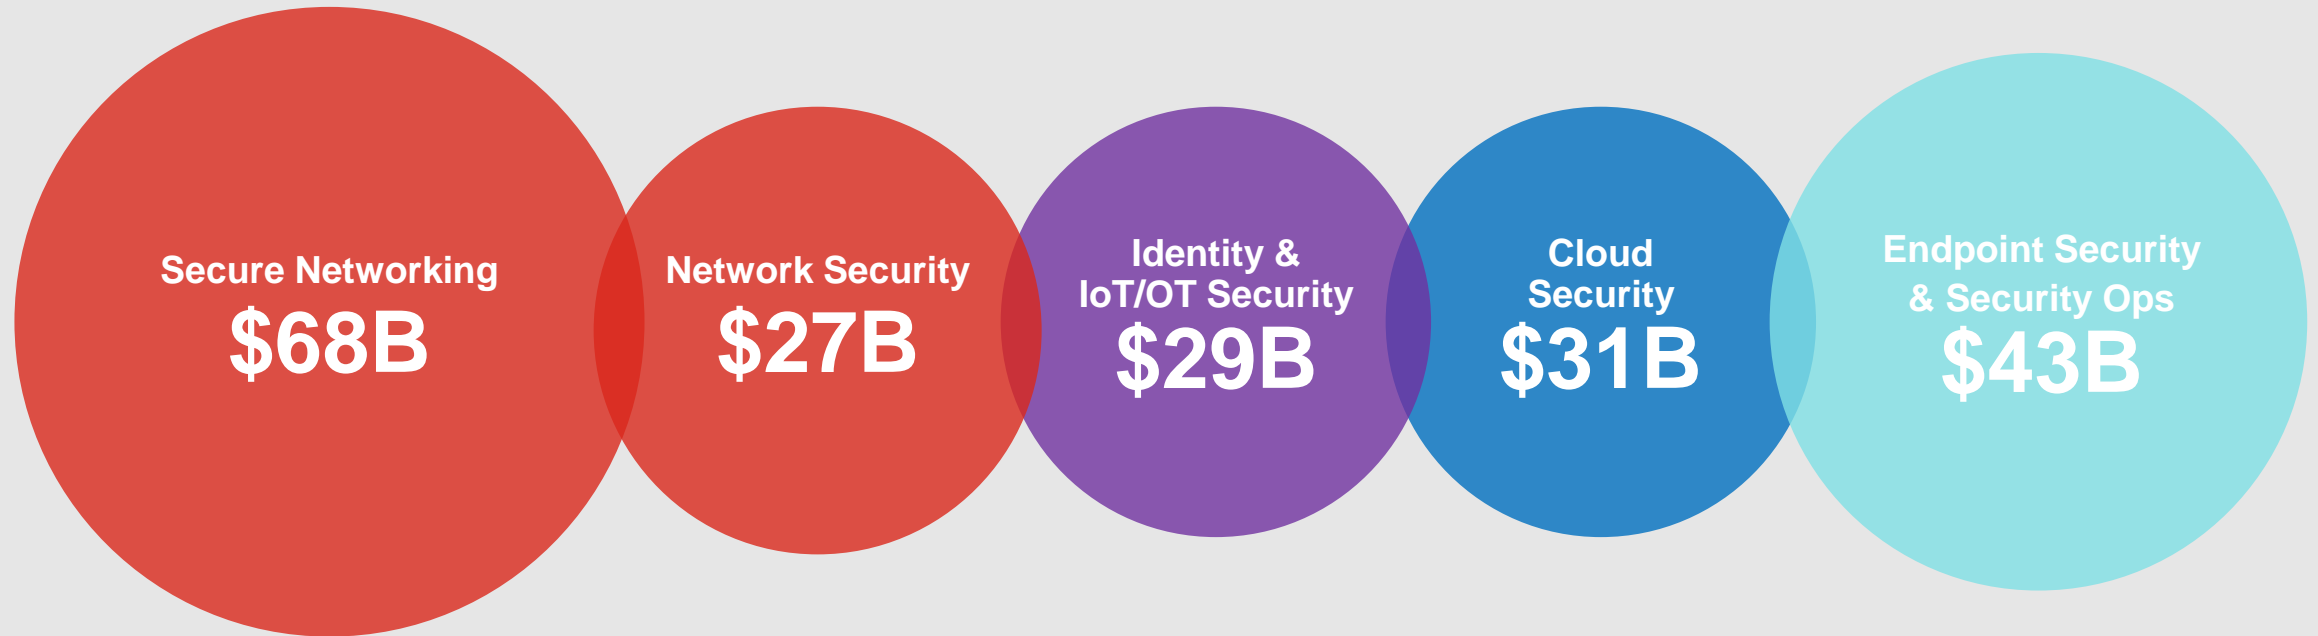 Secure Networking
$68B
Network Security
$27B
Identity &
IoT/OT Security
$29B
Cloud
Security
$31B
Endpoint Security
& Security Ops
$43B